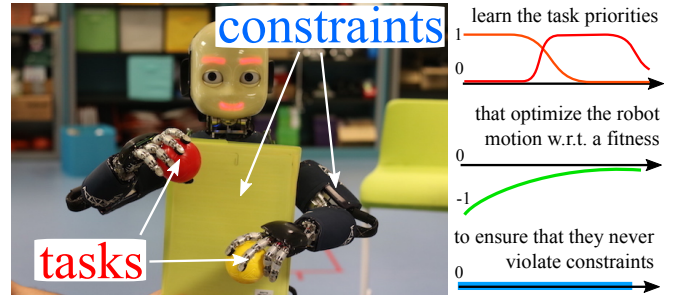 constraints
tasks
learn the task priorities
1
0
that optimize the robot
motion w.r.t. a fitness
0
-1
to ensure that they never
violate constraints
0